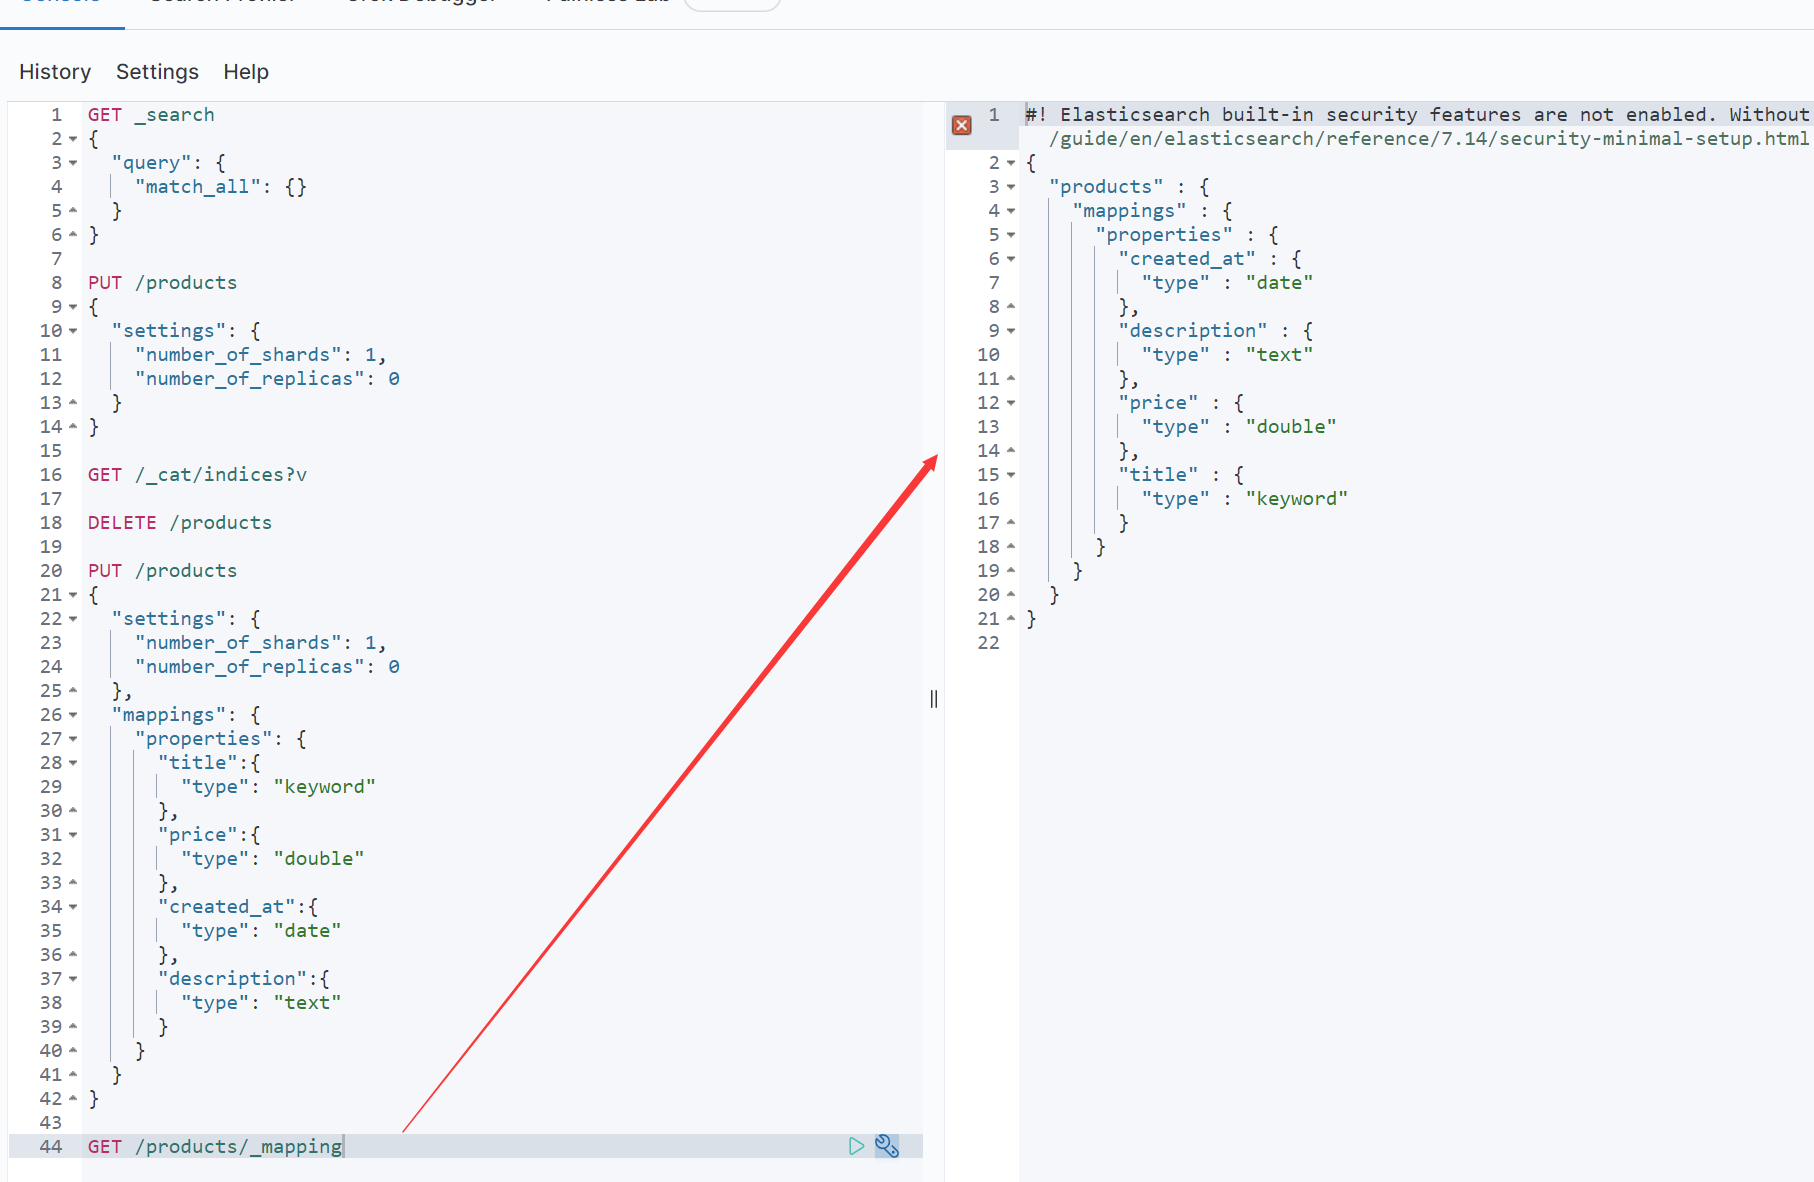 Console Search Profiler Grok Debugger Painless Lab
History Settings Help
1 GET _search
2 {
3 "query": {
4 "match_all": {}
5 }
6 }
7
8 PUT /products
9 {
10 "settings": {
11 "number_of_shards": 1,
12 "number_of_replicas": 0
13 }
14 }
15
16 GET /_cat/indices?v
17
18 DELETE /products
19
20 PUT /products
21 {
22 "settings": {
23 "number_of_shards": 1,
24 "number_of_replicas": 0
25 },
26 "mappings": {
27 "properties": {
28 "title":{
29 "type": "keyword"
30 },
31 "price":{
32 "type": "double"
33 },
34 "created_at":{
35 "type": "date"
36 },
37 "description":{
38 "type": "text"
39 }
40 }
41 }
42 }
43
44 GET /products/_mapping
1 #! Elasticsearch built-in security features are not enabled. Without
/guide/en/elasticsearch/reference/7.14/security-minimal-setup.html
2 {
3 "products" : {
4 "mappings" : {
5 "properties" : {
6 "created_at" : {
7 "type" : "date"
8 },
9 "description" : {
10 "type" : "text"
11 },
12 "price" : {
13 "type" : "double"
14 },
15 "title" : {
16 "type" : "keyword"
17 }
18 }
19 }
20 }
21 }
22